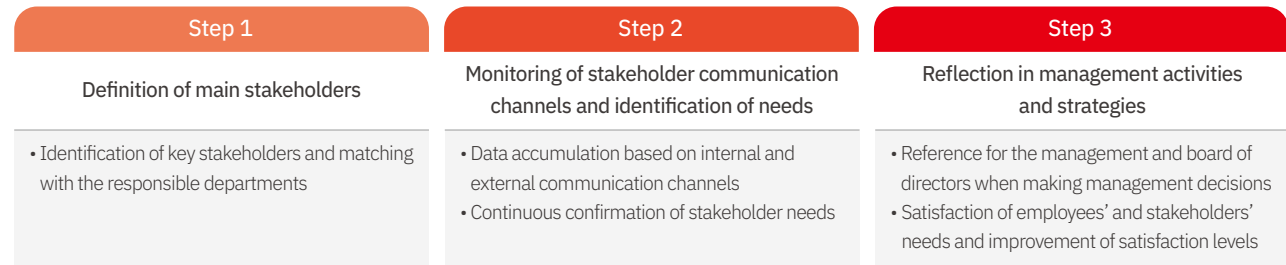 Step 1
Definition of main stakeholders
• Identification of key stakeholders and matching
with the responsible departments
Step 2
Monitoring of stakeholder communication
channels and identification of needs
• Data accumulation based on internal and
external communication channels
• Continuous confirmation of stakeholder needs
Step 3
Reflection in management activities
and strategies
• Reference for the management and board of
directors when making management decisions
• Satisfaction of employees’ and stakeholders’
needs and improvement of satisfaction levels